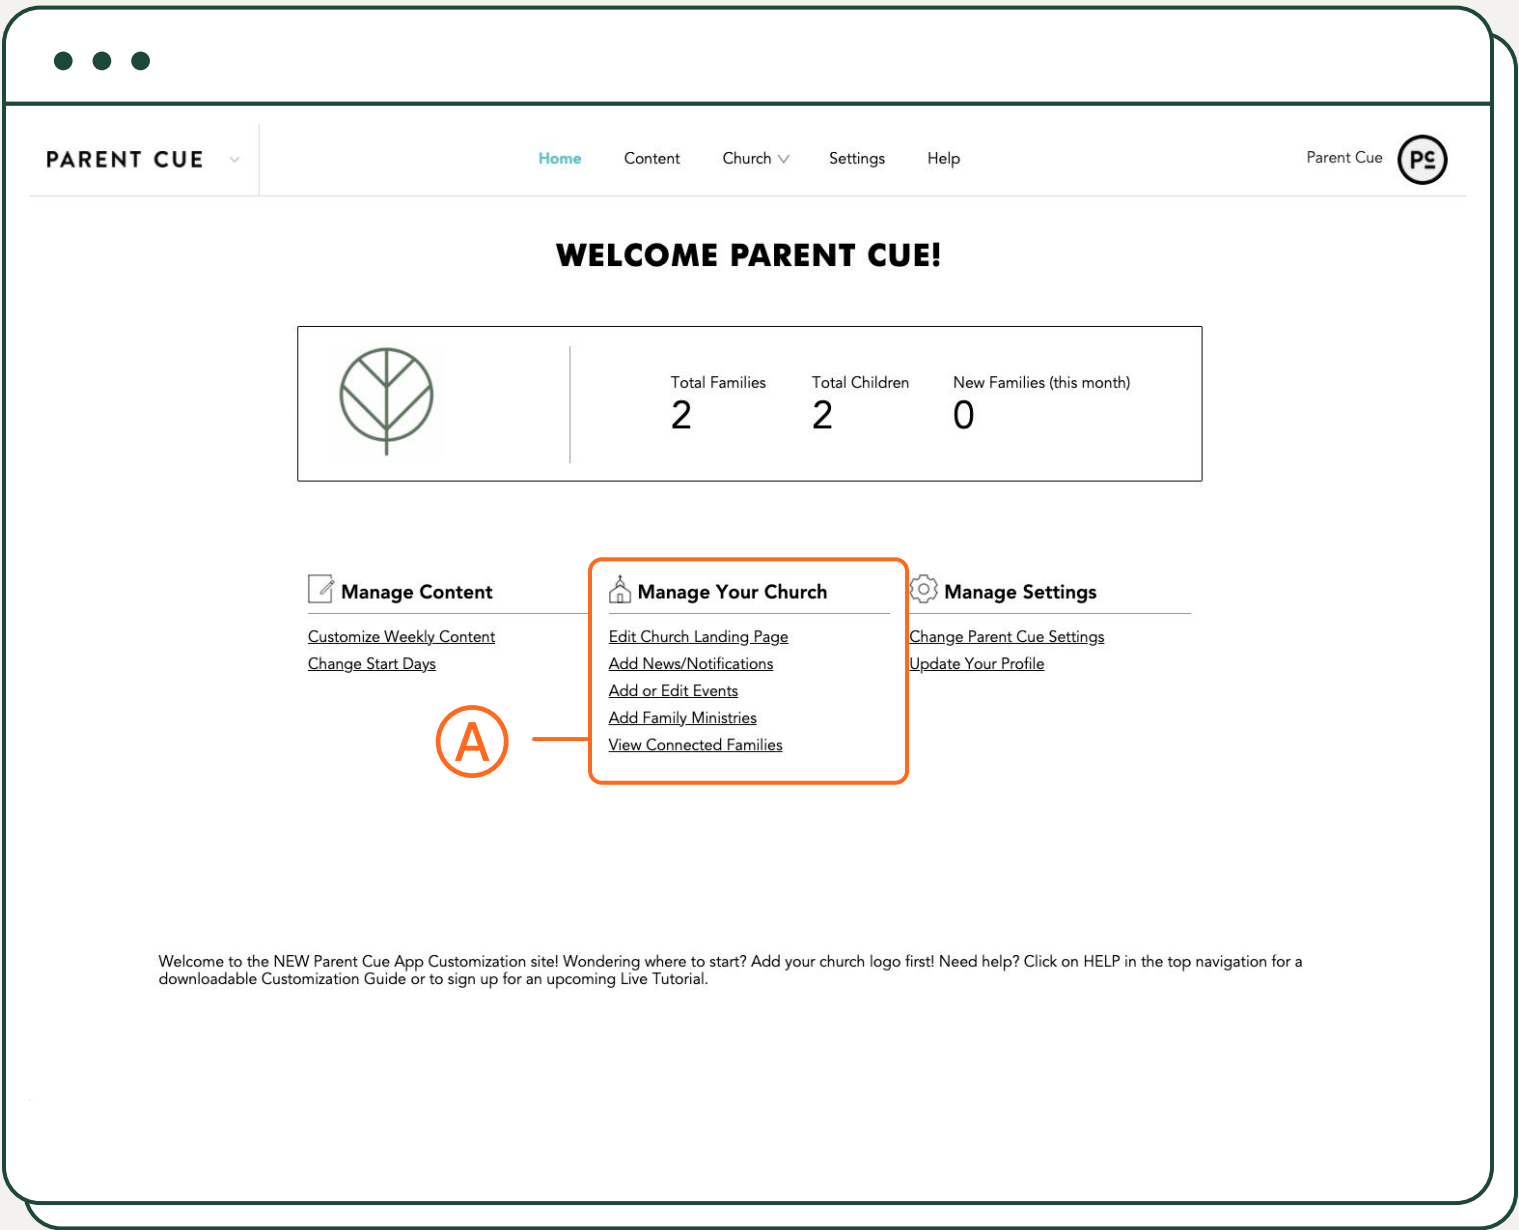 PARENT CUE
Home
Content
Church
Settings
Help
Parent Cue
PC
WELCOME PARENT CUE!
Total Families
2
Total Children
2
New Families (this month)
0
Manage Content
Customize Weekly Content
Change Start Days
Manage Your Church
Edit Church Landing Page
Add News/Notifications
Add or Edit Events
Add Family Ministries
View Connected Families
Manage Settings
Change Parent Cue Settings
Update Your Profile
A
Welcome to the NEW Parent Cue App Customization site! Wondering where to start? Add your church logo first! Need help? Click on HELP in the top navigation for a
downloadable Customization Guide or to sign up for an upcoming Live Tutorial.